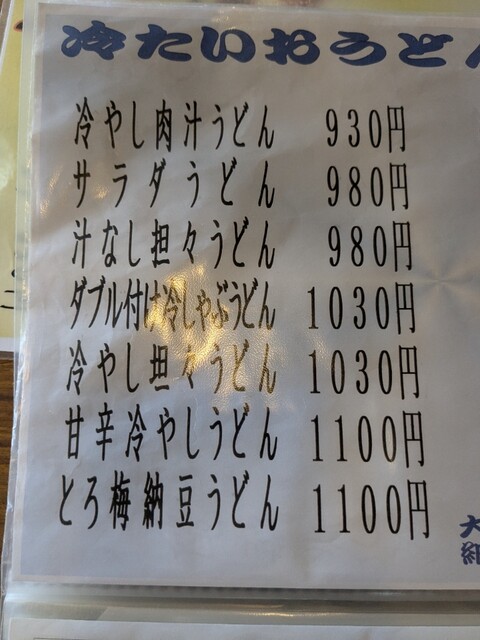 冷たいおうどん
冷やし肉汁うどん 930円
サラダうどん 980円
汁なし担々うどん 980円
ダブル付け冷しゃぶうどん 1030円
冷やし担々うどん 1030円
甘辛冷やしうどん 1100円
とろ梅納豆うどん 1100円
大